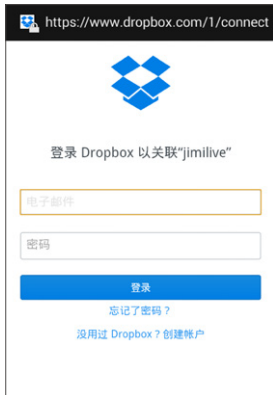 https://www.dropbox.com/1/connect
登录 Dropbox 以关联“jimilive”
电子邮件
密码
登录
忘记了密码？
没用过 Dropbox？创建帐户